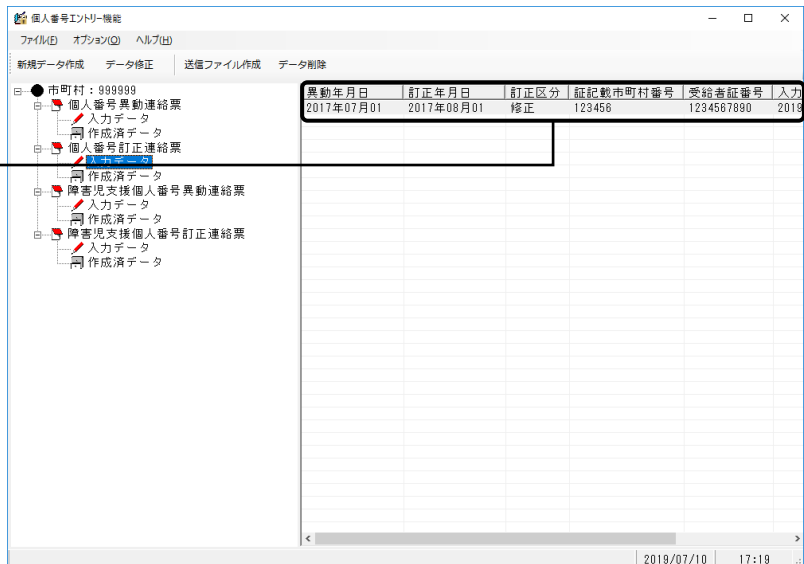 個人番号エントリー機能
ファイル(F) オプション(O) ヘルプ(H)
新規データ作成 データ修正 送信ファイル作成 データ削除
市町村：999999
個人番号異動連絡票
入力データ
作成済データ
個人番号訂正連絡票
入力データ
作成済データ
障害児支援個人番号異動連絡票
入力データ
作成済データ
障害児支援個人番号訂正連絡票
入力データ
作成済データ
異動年月日 訂正年月日 訂正区分 証記載市町村番号 受給者証番号 入力
2017年07月01 2017年08月01 修正 123456 1234567890 2019
2019/07/10 17:19